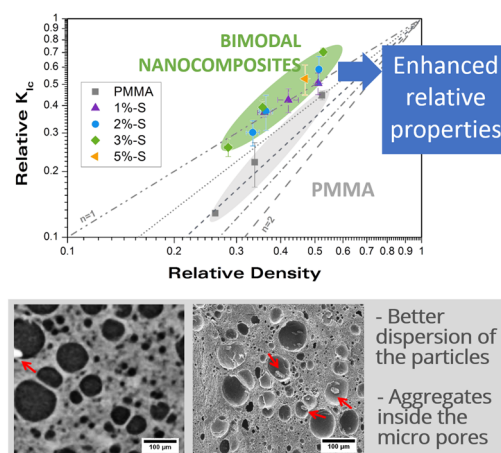 1
0.9
0.8
0.7
0.6
0.5
0.4
0.3
0.2
0.1
Relative K_Ic
BIMODAL
NANOCOMPOSITES
PMMA
1%-S
2%-S
3%-S
5%-S
PMMA
n=1
n=2
0.1
0.2
0.3
0.4
0.5
0.6
0.7
0.8
0.9
1
Relative Density
Enhanced
relative
properties
100 µm
100 µm
- Better
dispersion of
the particles
- Aggregates
inside the
micro pores